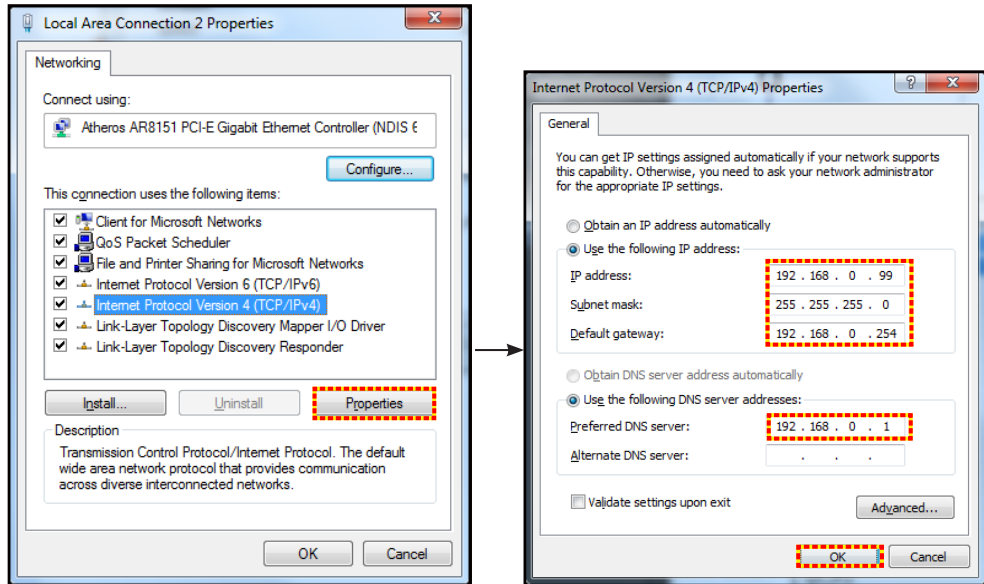 Local Area Connection 2 Properties
Networking
Connect using:
Atheros AR8151 PCI-E Gigabit Ethernet Controller (NDIS 6
Configure...
This connection uses the following items:
Client for Microsoft Networks
QoS Packet Scheduler
File and Printer Sharing for Microsoft Networks
Internet Protocol Version 6 (TCP/IPv6)
Internet Protocol Version 4 (TCP/IPv4)
Link-Layer Topology Discovery Mapper I/O Driver
Link-Layer Topology Discovery Responder
Install...
Uninstall
Properties
Description
Transmission Control Protocol/Internet Protocol. The default
wide area network protocol that provides communication
across diverse interconnected networks.
OK
Cancel
Internet Protocol Version 4 (TCP/IPv4) Properties
General
You can get IP settings assigned automatically if your network supports
this capability. Otherwise, you need to ask your network administrator
for the appropriate IP settings.
Obtain an IP address automatically
Use the following IP address:
IP address: 192 . 168 . 0 . 99
Subnet mask: 255 . 255 . 255 . 0
Default gateway: 192 . 168 . 0 . 254
Obtain DNS server address automatically
Use the following DNS server addresses:
Preferred DNS server: 192 . 168 . 0 . 1
Alternate DNS server: . . .
Validate settings upon exit
Advanced...
OK
Cancel